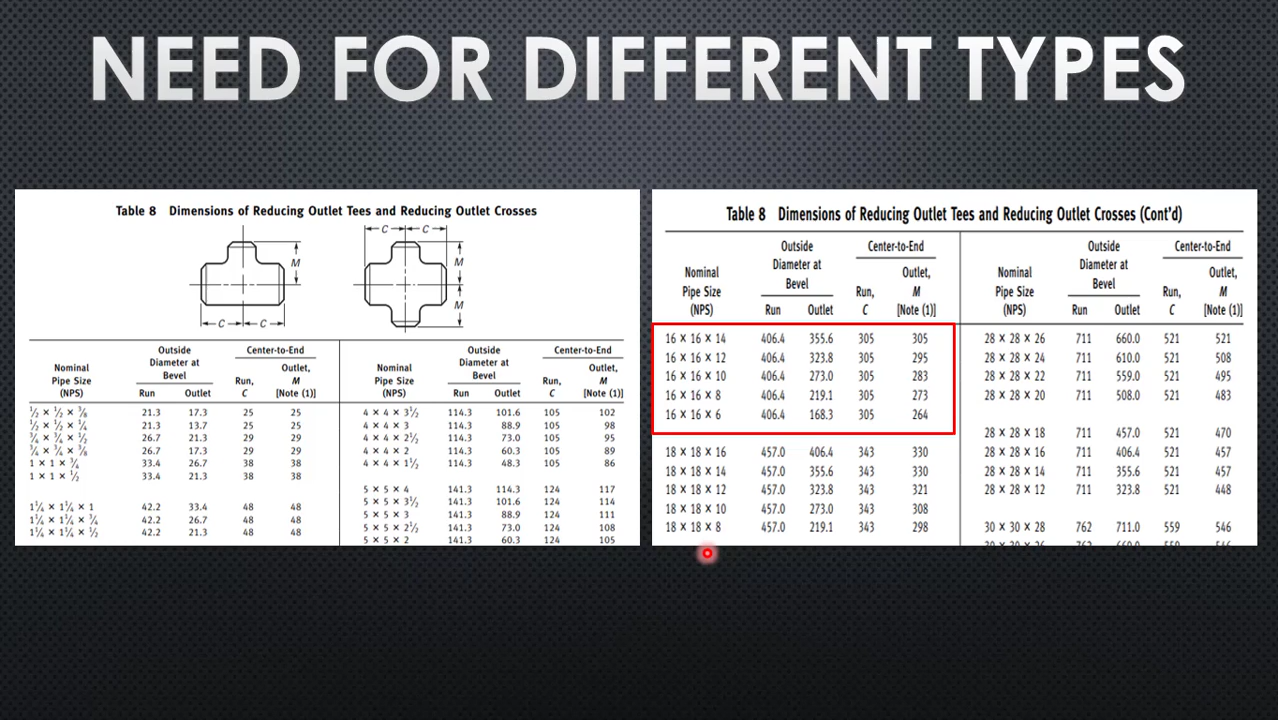 NEED FOR DIFFERENT TYPES
Table 8 Dimensions of Reducing Outlet Tees and Reducing Outlet Crosses
C C
M
M
M
C C
Nominal Pipe Size (NPS) Outside Diameter at Bevel Run Outlet Center-to-End Run, C Outlet, M [Note (1)] Nominal Pipe Size (NPS) Outside Diameter at Bevel Run Outlet Center-to-End Run, C Outlet, M [Note (1)]
½ × ½ × ⅜ 21.3 17.3 25 25 4 × 4 × 3½ 114.3 101.6 105 102
½ × ½ × ¼ 21.3 13.7 25 25 4 × 4 × 3 114.3 88.9 105 98
¾ × ¾ × ½ 26.7 21.3 29 29 4 × 4 × 2½ 114.3 73.0 105 95
¾ × ¾ × ⅜ 26.7 17.3 29 29 4 × 4 × 2 114.3 60.3 105 89
1 × 1 × ¾ 33.4 26.7 38 38 4 × 4 × 1½ 114.3 48.3 105 86
1 × 1 × ½ 33.4 21.3 38 38
5 × 5 × 4 141.3 114.3 124 117
5 × 5 × 3½ 141.3 101.6 124 114
1¼ × 1¼ × 1 42.2 33.4 48 48 5 × 5 × 3 141.3 88.9 124 111
1¼ × 1¼ × ¾ 42.2 26.7 48 48 5 × 5 × 2½ 141.3 73.0 124 108
1¼ × 1¼ × ½ 42.2 21.3 48 48 5 × 5 × 2 141.3 60.3 124 105
Table 8 Dimensions of Reducing Outlet Tees and Reducing Outlet Crosses (Cont'd)
Nominal Pipe Size (NPS) Outside Diameter at Bevel Run Outlet Center-to-End Run, C Outlet, M [Note (1)] Nominal Pipe Size (NPS) Outside Diameter at Bevel Run Outlet Center-to-End Run, C Outlet, M [Note (1)]
16 × 16 × 14 406.4 355.6 305 305 28 × 28 × 26 711 660.0 521 521
16 × 16 × 12 406.4 323.8 305 295 28 × 28 × 24 711 610.0 521 508
16 × 16 × 10 406.4 273.0 305 283 28 × 28 × 22 711 559.0 521 495
16 × 16 × 8 406.4 219.1 305 273 28 × 28 × 20 711 508.0 521 483
16 × 16 × 6 406.4 168.3 305 264
28 × 28 × 18 711 457.0 521 470
18 × 18 × 16 457.0 406.4 343 330 28 × 28 × 16 711 406.4 521 457
18 × 18 × 14 457.0 355.6 343 330 28 × 28 × 14 711 355.6 521 457
18 × 18 × 12 457.0 323.8 343 321 28 × 28 × 12 711 323.8 521 448
18 × 18 × 10 457.0 273.0 343 308
18 × 18 × 8 457.0 219.1 343 298 30 × 30 × 28 762 711.0 559 546